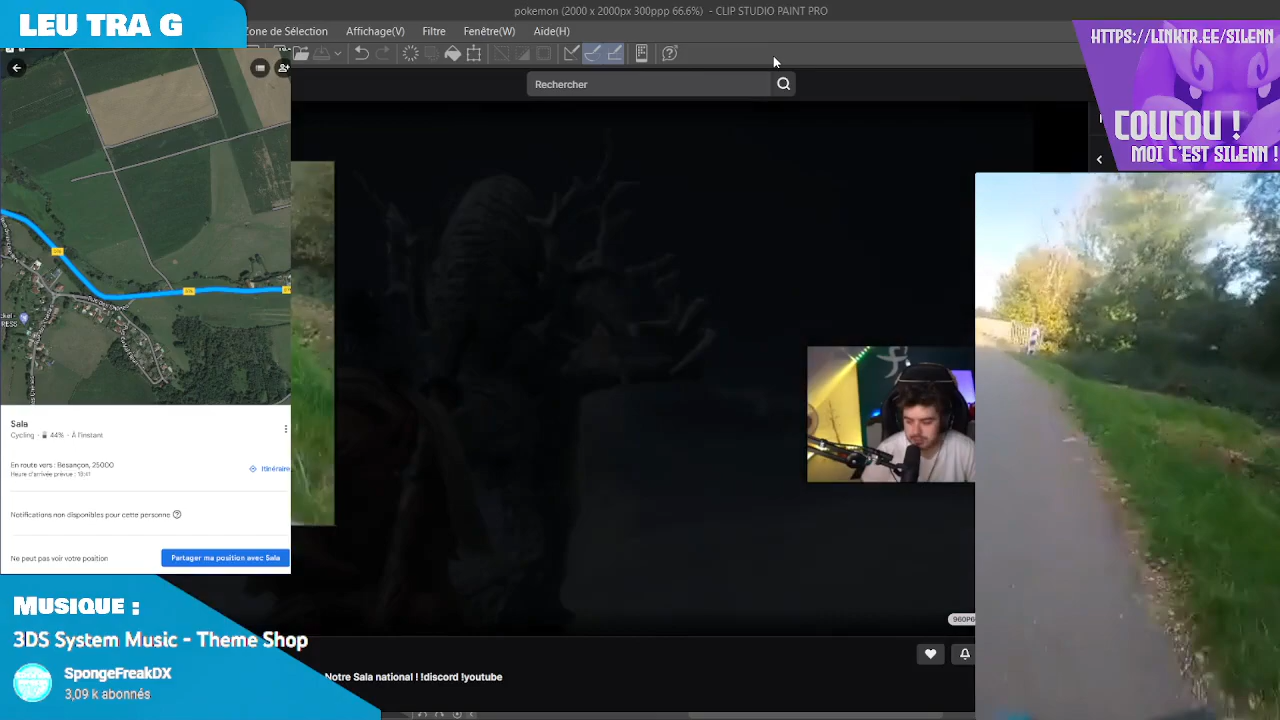 pokemon (2000 x 2000px 300ppp 66.6%) - CLIP STUDIO PAINT PRO
LEU TRA G
Zone de Sélection Affichage(V) Filtre Fenêtre(W) Aide(H)
HTTPS://LINKTR.EE/SILENN
Rechercher
COUCOU !
MOI C'EST SILENN !
Sala
Cycling · 44% · À l'instant
En route vers : Besançon, 25000
Itinéraire
Notifications non disponibles pour cette personne
Ne peut pas voir votre position
Partager ma position avec Sala
MUSIQUE :
3DS System Music - Theme Shop
SpongeFreakDX
3,09 k abonnés
Notre Sala national ! !discord !youtube